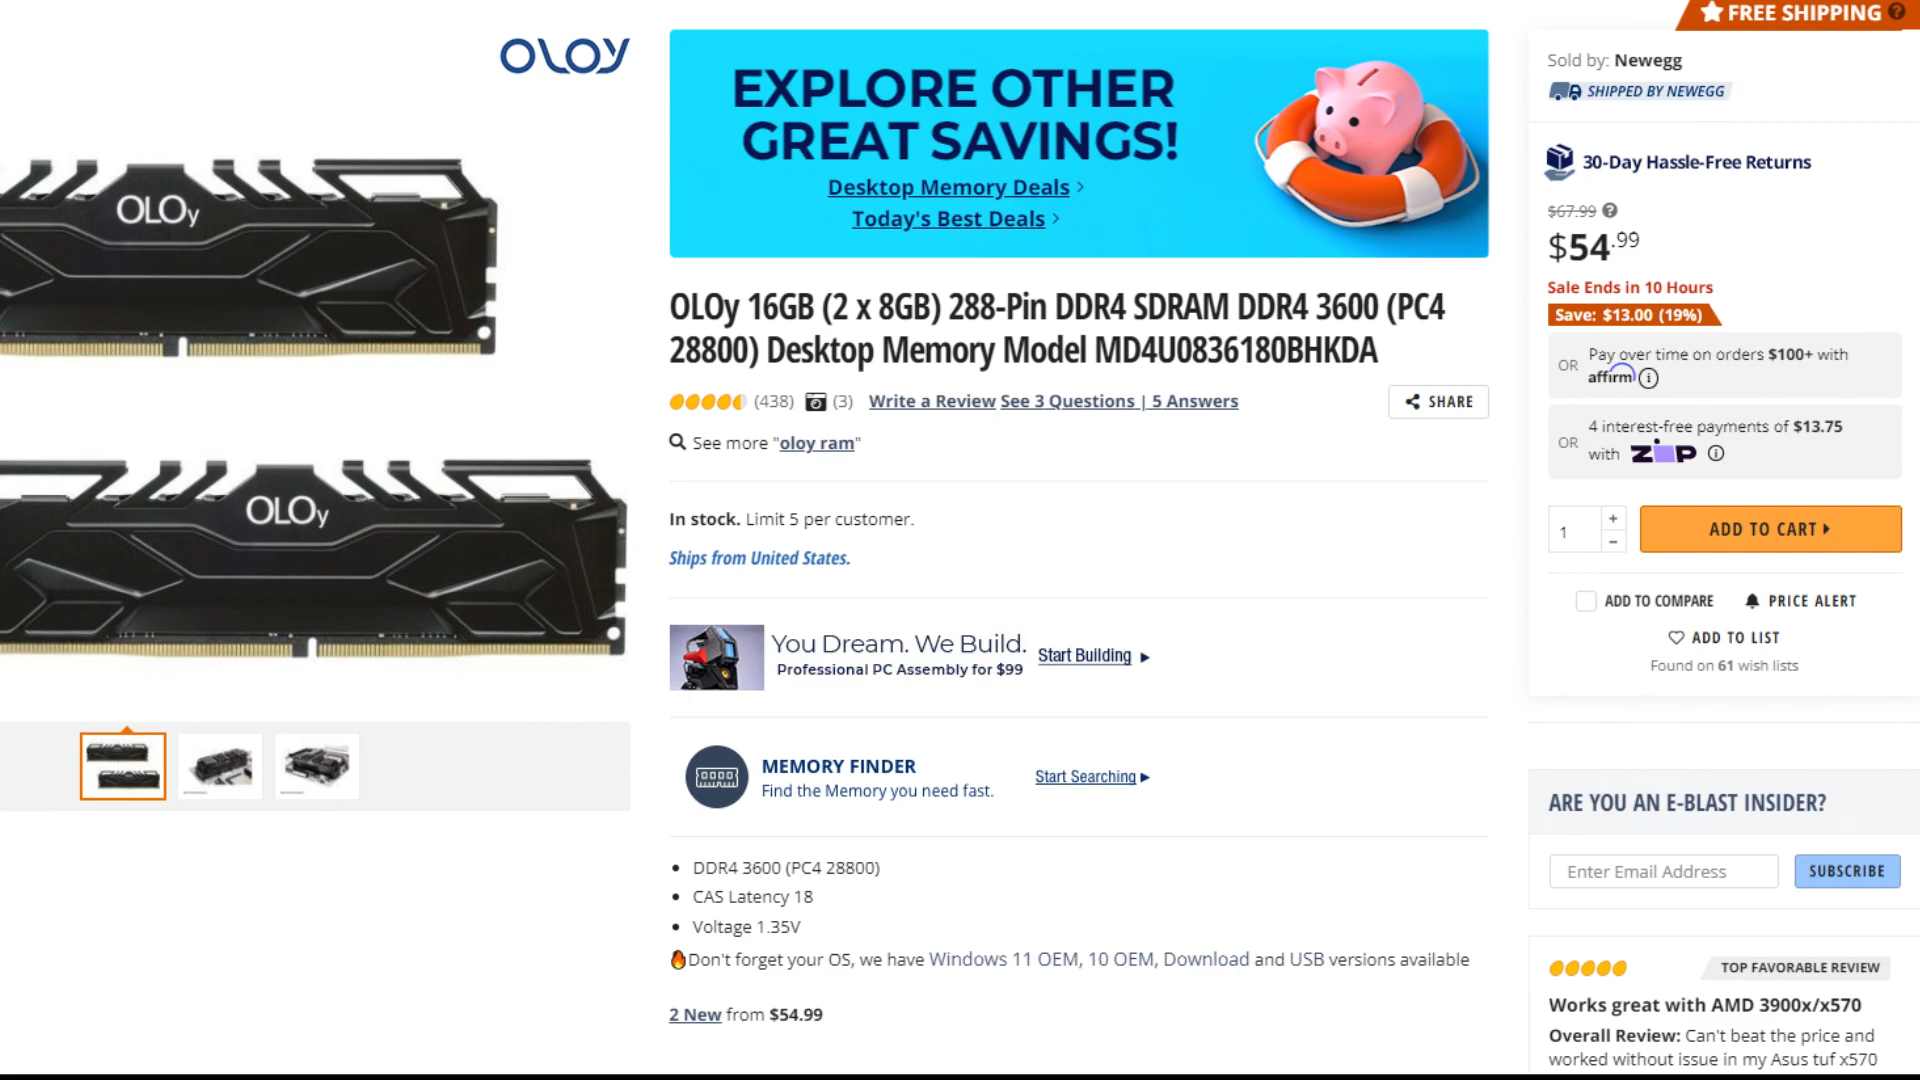 OLOy
OLOy
OLOy
EXPLORE OTHER
GREAT SAVINGS!
Desktop Memory Deals
Today's Best Deals
OLOy 16GB (2 x 8GB) 288-Pin DDR4 SDRAM DDR4 3600 (PC4
28800) Desktop Memory Model MD4U0836180BHKDA
(438) (3) Write a Review See 3 Questions | 5 Answers
SHARE
See more "oloy ram"
In stock. Limit 5 per customer.
Ships from United States.
You Dream. We Build.
Professional PC Assembly for $99
Start Building
MEMORY FINDER
Find the Memory you need fast.
Start Searching
• DDR4 3600 (PC4 28800)
• CAS Latency 18
• Voltage 1.35V
Don't forget your OS, we have Windows 11 OEM, 10 OEM, Download and USB versions available
2 New from $54.99
FREE SHIPPING ?
Sold by: Newegg
SHIPPED BY NEWEGG
30-Day Hassle-Free Returns
$67.99 ?
$54.99
Sale Ends in 10 Hours
Save: $13.00 (19%)
OR Pay over time on orders $100+ with
affirm
OR 4 interest-free payments of $13.75
with ZIP
1 + −
ADD TO CART
ADD TO COMPARE PRICE ALERT
ADD TO LIST
Found on 61 wish lists
ARE YOU AN E-BLAST INSIDER?
Enter Email Address SUBSCRIBE
TOP FAVORABLE REVIEW
Works great with AMD 3900x/x570
Overall Review: Can't beat the price and
worked without issue in my Asus tuf x570